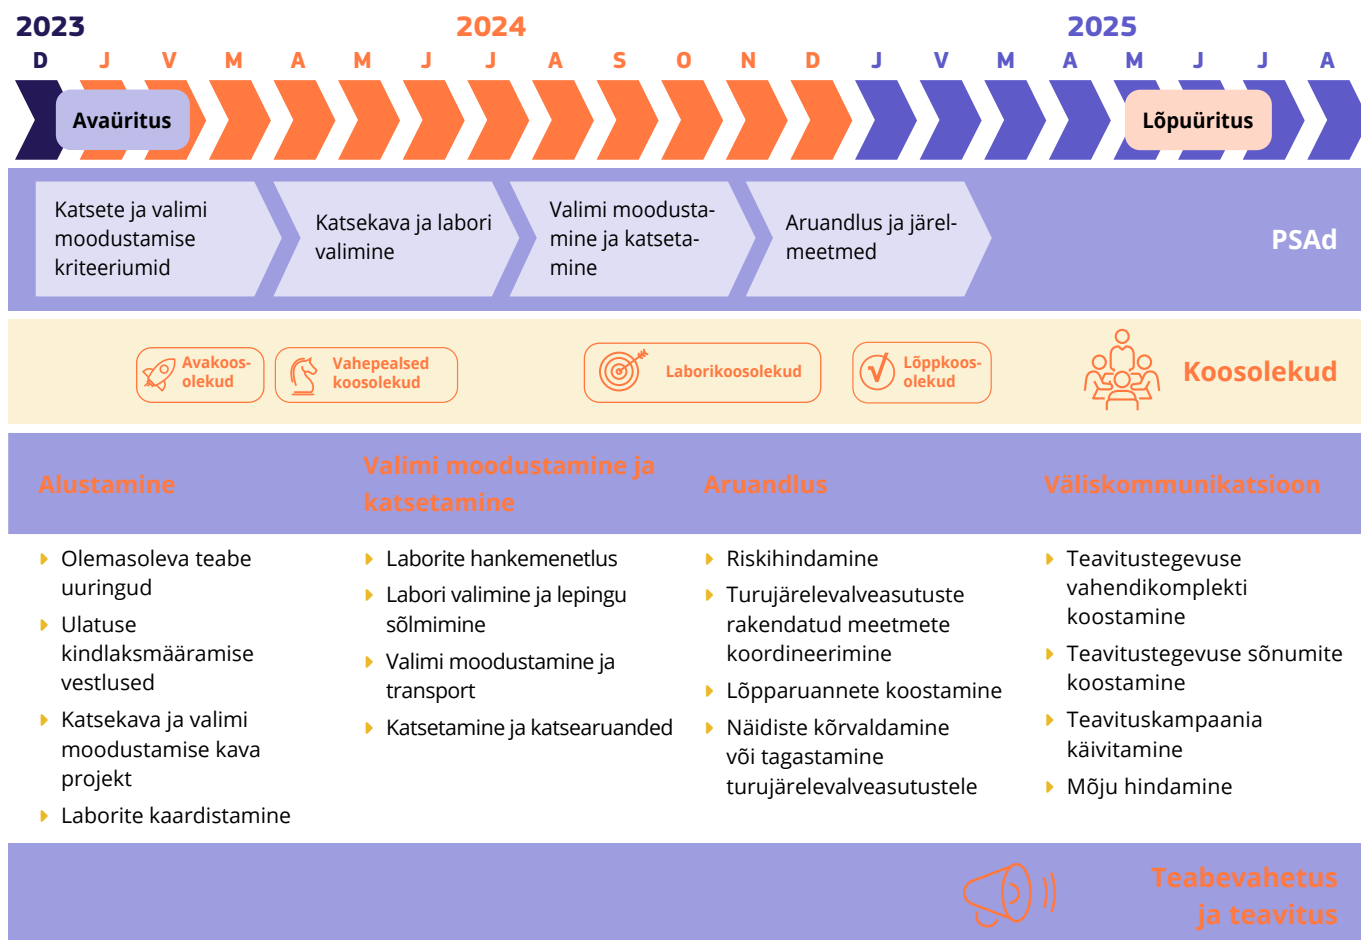 2023
2024
2025
D J V M A M J J A S O N D J V M A M J J A
Avaüritus
Lõpuüritus
Katsete ja valimi
moodustamise
kriteeriumid
Katsekava ja labori
valimine
Valimi moodusta-
mine ja katseta-
mine
Aruandlus ja järel-
meetmed
PSAd
Avakoos-
olekud
Vahepealsed
koosolekud
Laborikoosolekud
Lõppkoos-
olekud
Koosolekud
Alustamine
Olemasoleva teabe
uuringud
Ulatuse
kindlaksmääramise
vestlused
Katsekava ja valimi
moodustamise kava
projekt
Laborite kaardistamine
Valimi moodustamine ja
katsetamine
Laborite hankemenetlus
Labori valimine ja lepingu
sõlmimine
Valimi moodustamine ja
transport
Katsetamine ja katsearuanded
Aruandlus
Riskihindamine
Turujärelevalveasutuste
rakendatud meetmete
koordineerimine
Lõpparuannete koostamine
Näidiste kõrvaldamine
või tagastamine
turujärelevalveasutustele
Väliskommunikatsioon
Teavitustegevuse
vahendikomplekti
koostamine
Teavitustegevuse sõnumite
koostamine
Teavituskampaania
käivitamine
Mõju hindamine
Teabevahetus
ja teavitus